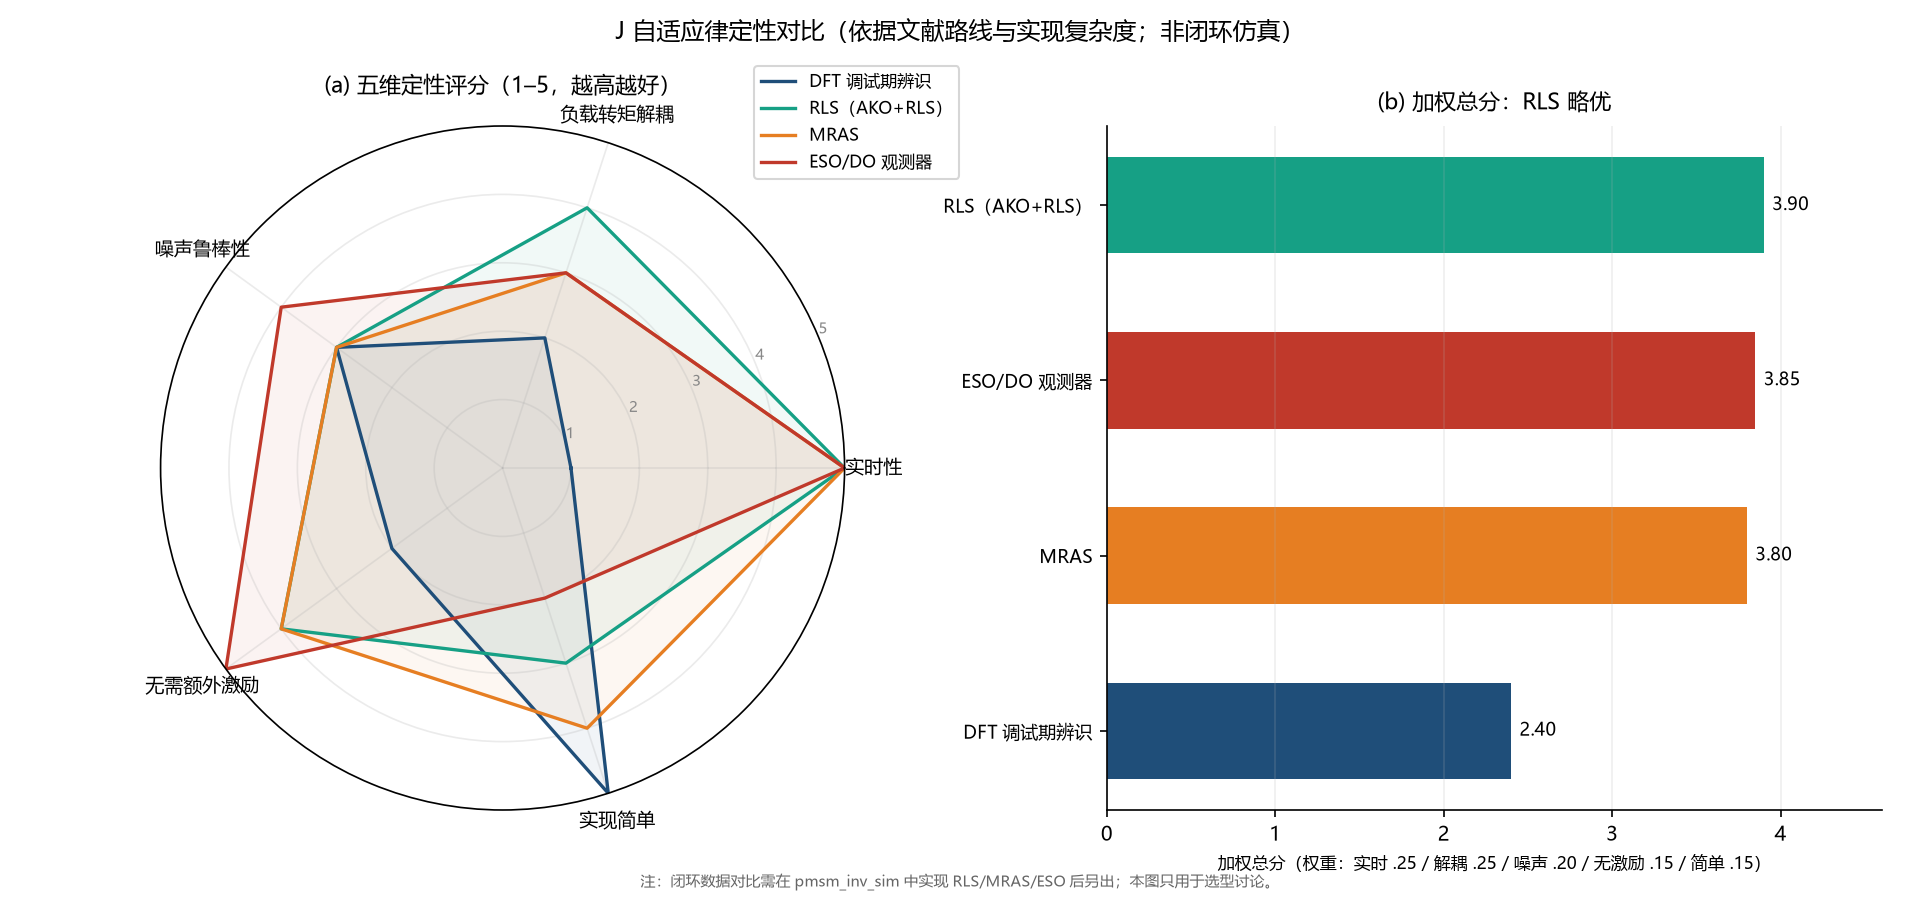 J 自适应律定性对比（依据文献路线与实现复杂度；非闭环仿真）
(a) 五维定性评分（1–5，越高越好）
DFT 调试期辨识
RLS（AKO+RLS）
MRAS
ESO/DO 观测器
负载转矩解耦
噪声鲁棒性
实时性
无需额外激励
实现简单
1
2
3
4
5
(b) 加权总分：RLS 略优
RLS（AKO+RLS）
3.90
ESO/DO 观测器
3.85
MRAS
3.80
DFT 调试期辨识
2.40
0
1
2
3
4
加权总分（权重：实时 .25 / 解耦 .25 / 噪声 .20 / 无激励 .15 / 简单 .15）
注：闭环数据对比需在 pmsm_inv_sim 中实现 RLS/MRAS/ESO 后另出；本图只用于选型讨论。